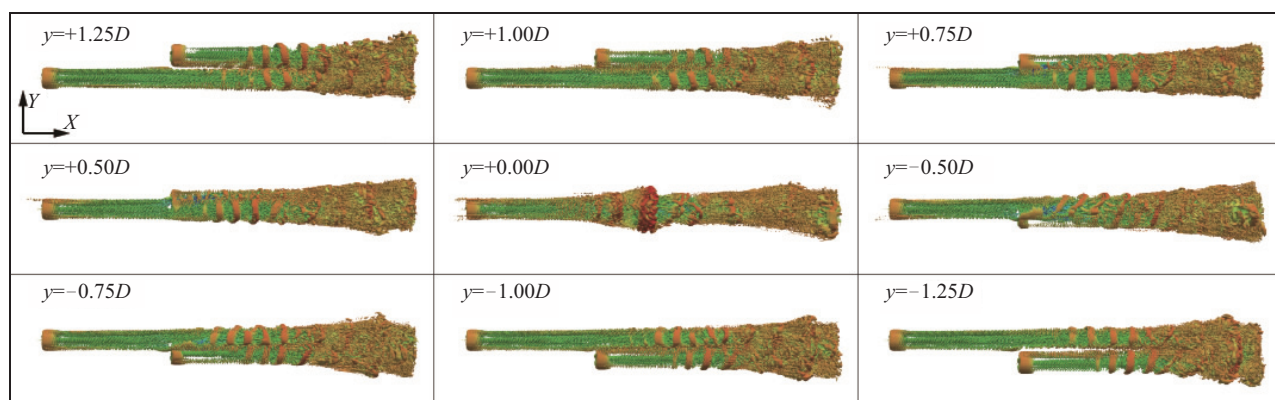 y=+1.25D
y=+1.00D
y=+0.75D
Y
X
y=+0.50D
y=+0.00D
y=−0.50D
y=−0.75D
y=−1.00D
y=−1.25D